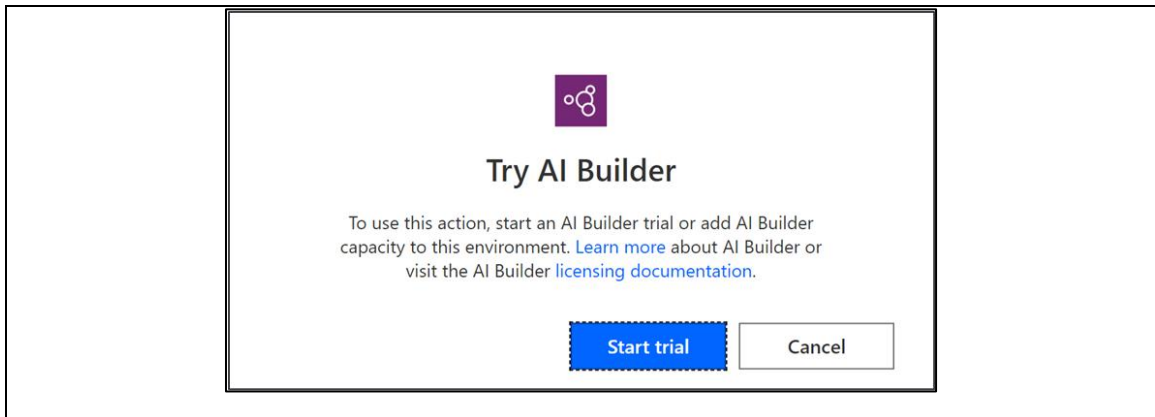 Try AI Builder
To use this action, start an AI Builder trial or add AI Builder
capacity to this environment. Learn more about AI Builder or
visit the AI Builder licensing documentation.
Start trial
Cancel